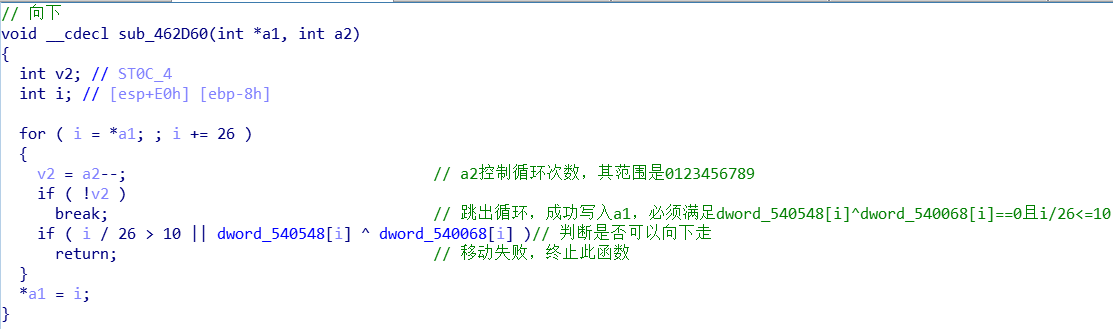 // 向下
void __cdecl sub_462D60(int *a1, int a2)
{
  int v2; // ST0C_4
  int i; // [esp+E0h] [ebp-8h]

  for ( i = *a1; ; i += 26 )
  {
    v2 = a2--;                                  // a2控制循环次数，其范围是0123456789
    if ( !v2 )
      break;                                    // 跳出循环，成功写入a1，必须满足dword_540548[i]^dword_540068[i]==0且i/26<=10
    if ( i / 26 > 10 || dword_540548[i] ^ dword_540068[i] )// 判断是否可以向下走
      return;                                   // 移动失败，终止此函数
  }
  *a1 = i;
}